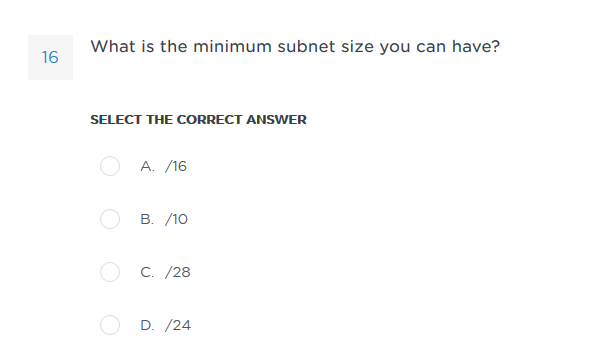 16
What is the minimum subnet size you can have?
SELECT THE CORRECT ANSWER
A. /16
B. /10
C. /28
D. /24